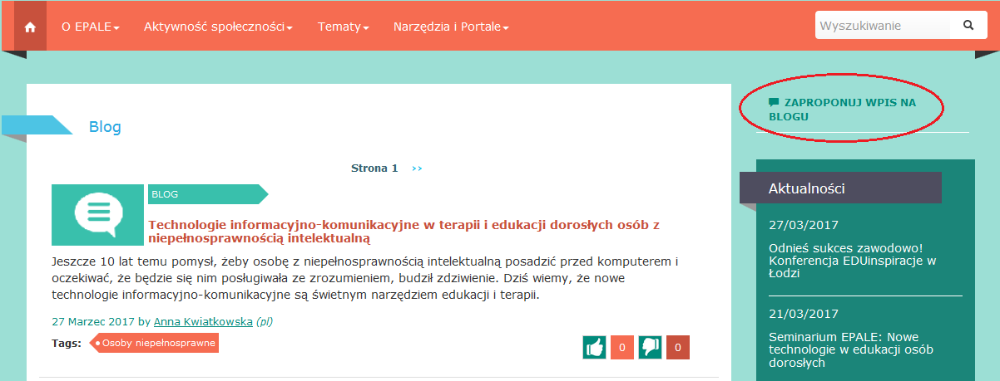 O EPALE
Aktywność społeczności
Tematy
Narzędzia i Portale
Wyszukiwanie
ZAPROPONUJ WPIS NA
BLOGU
Blog
Strona 1 >>
BLOG
Technologie informacyjno-komunikacyjne w terapii i edukacji dorosłych osób z
niepełnosprawnością intelektualną
Jeszcze 10 lat temu pomysł, żeby osobę z niepełnosprawnością intelektualną posadzić przed komputerem i
oczekiwać, że będzie się nim posługiwała ze zrozumieniem, budził zdziwienie. Dziś wiemy, że nowe
technologie informacyjno-komunikacyjne są świetnym narzędziem edukacji i terapii.
27 Marzec 2017 by Anna Kwiatkowska (pl)
Tags: Osoby niepełnosprawne
0 0
Aktualności
27/03/2017
Odnieś sukces zawodowo!
Konferencja EDUinspiracje w
Łodzi
21/03/2017
Seminarium EPALE: Nowe
technologie w edukacji osób
dorosłych